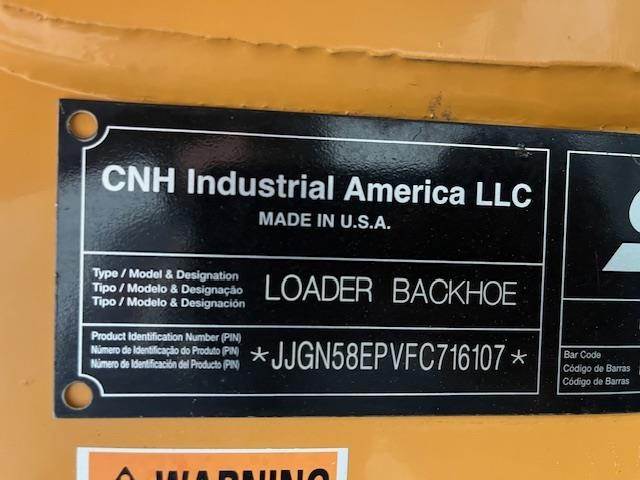 CNH Industrial America LLC
MADE IN U.S.A.
Type / Model & Designation
Tipo / Modelo & Designação
Tipo / Modelo & Designación
LOADER BACKHOE
Product Identification Number (PIN)
Número de Identificação do Produto (PIN)
Número de Identificación del Producto (PIN)
*JJGN58EPVFC716107*
Bar Code
Código de Barras
Código de Barras
WARNING